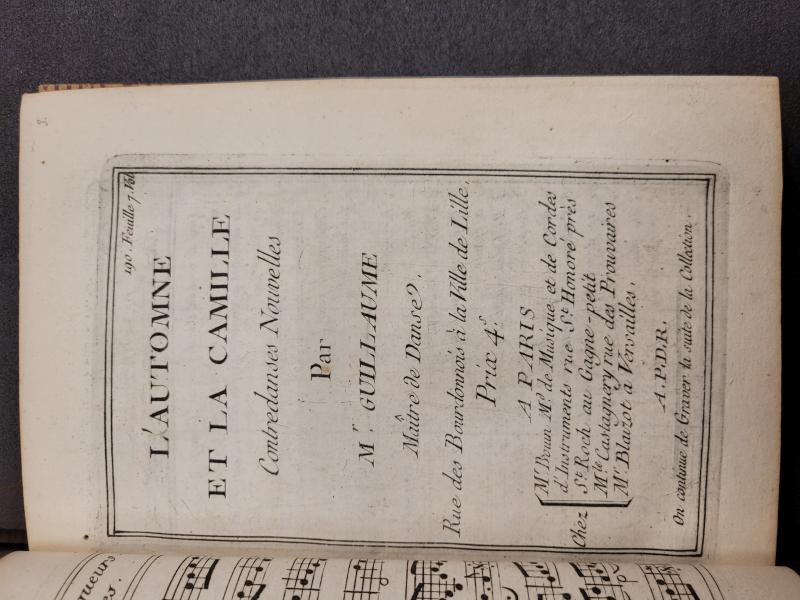 190. Feuille 7. Vol
L'AUTOMNE
ET LA CAMILLE
Contredanses Nouvelles
Par
Mr. GUILLAUME
Maître de Danse,
Rue des Bourdonnois à la Ville de Lille.
Prix 4s.
A PARIS
Chez
Mr. Bouin Md. de Musique et de Cordes
d'Instruments rue St. Honoré près
St. Roch au Gagne-petit
Mlle Castagnery rue des Prouvaires
Mr. Blaizot à Versailles.
A.P.D.R.
On continue de Graver la suite de la Collection.
queurs
es.